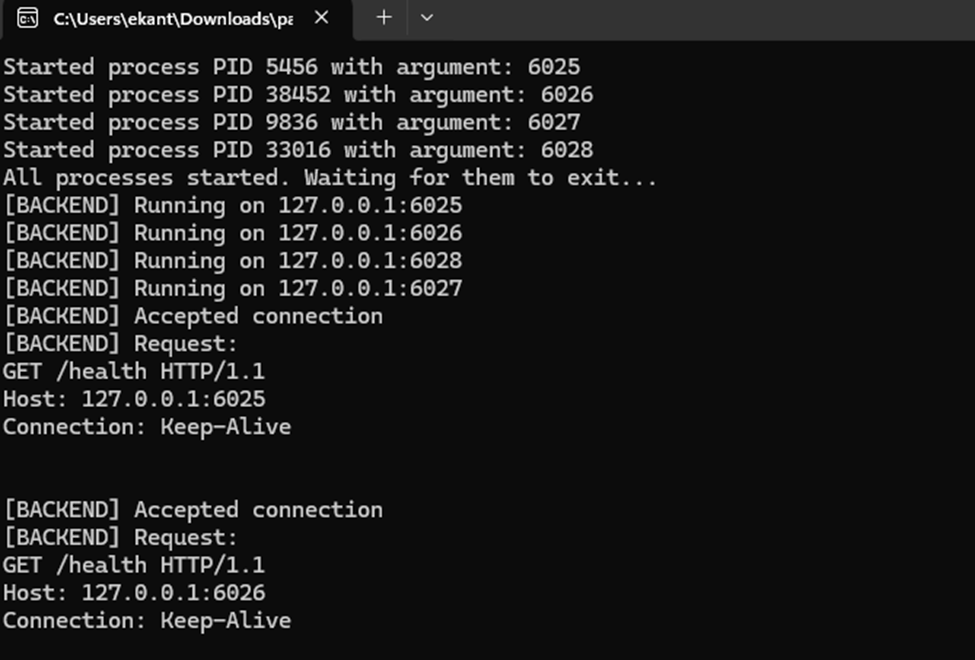 C:\Users\ekant\Downloads\pa
Started process PID 5456 with argument: 6025
Started process PID 38452 with argument: 6026
Started process PID 9836 with argument: 6027
Started process PID 33016 with argument: 6028
All processes started. Waiting for them to exit...
[BACKEND] Running on 127.0.0.1:6025
[BACKEND] Running on 127.0.0.1:6026
[BACKEND] Running on 127.0.0.1:6028
[BACKEND] Running on 127.0.0.1:6027
[BACKEND] Accepted connection
[BACKEND] Request:
GET /health HTTP/1.1
Host: 127.0.0.1:6025
Connection: Keep-Alive
[BACKEND] Accepted connection
[BACKEND] Request:
GET /health HTTP/1.1
Host: 127.0.0.1:6026
Connection: Keep-Alive